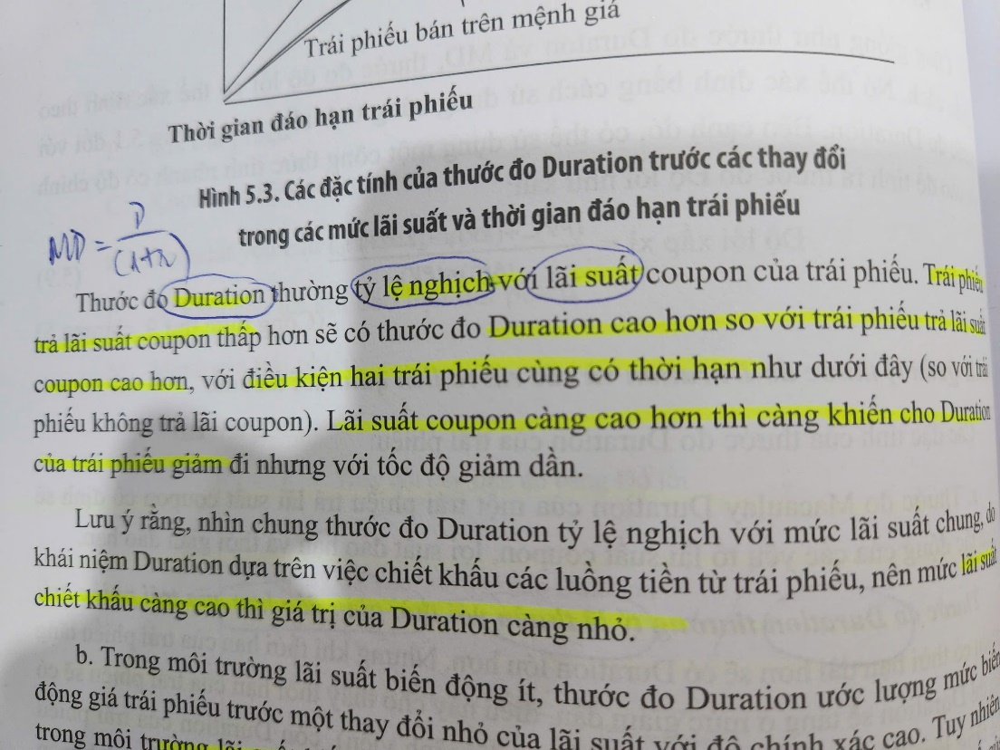 Trái phiếu bán trên mệnh giá
Thời gian đáo hạn trái phiếu
Hình 5.3. Các đặc tính của thước đo Duration trước các thay đổi
trong các mức lãi suất và thời gian đáo hạn trái phiếu
MD = D / (1+r)
Thước đo Duration thường tỷ lệ nghịch với lãi suất coupon của trái phiếu. Trái phiếu
trả lãi suất coupon thấp hơn sẽ có thước đo Duration cao hơn so với trái phiếu trả lãi suất
coupon cao hơn, với điều kiện hai trái phiếu cùng có thời hạn như dưới đây (so với trái
phiếu không trả lãi coupon). Lãi suất coupon càng cao hơn thì càng khiến cho Duration
của trái phiếu giảm đi nhưng với tốc độ giảm dần.
Lưu ý rằng, nhìn chung thước đo Duration tỷ lệ nghịch với mức lãi suất chung, do
khái niệm Duration dựa trên việc chiết khấu các luồng tiền từ trái phiếu, nên mức lãi suất
chiết khấu càng cao thì giá trị của Duration càng nhỏ.
b. Trong môi trường lãi suất biến động ít, thước đo Duration ước lượng mức biến
động giá trái phiếu trước một thay đổi nhỏ của lãi suất với độ chính xác cao. Tuy nhiên
trong môi trường lãi